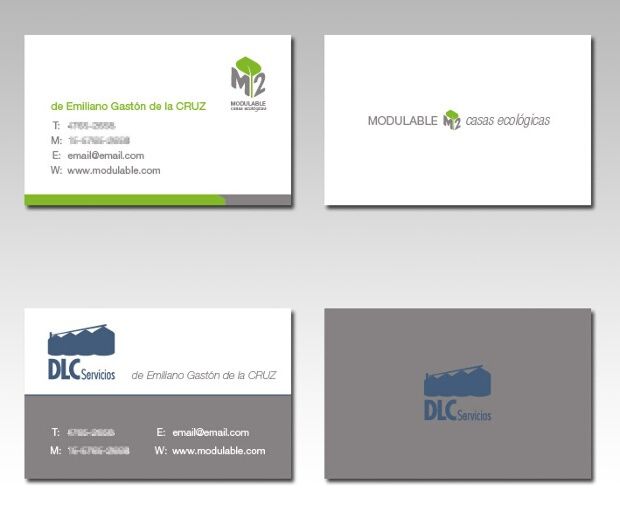 M2
MODULABLE
casas ecológicas
de Emiliano Gastón de la CRUZ
T:
M:
E: email@email.com
W: www.modulable.com
MODULABLE M2 casas ecológicas
DLC Servicios
de Emiliano Gastón de la CRUZ
T: E: email@email.com
M: W: www.modulable.com
DLC Servicios